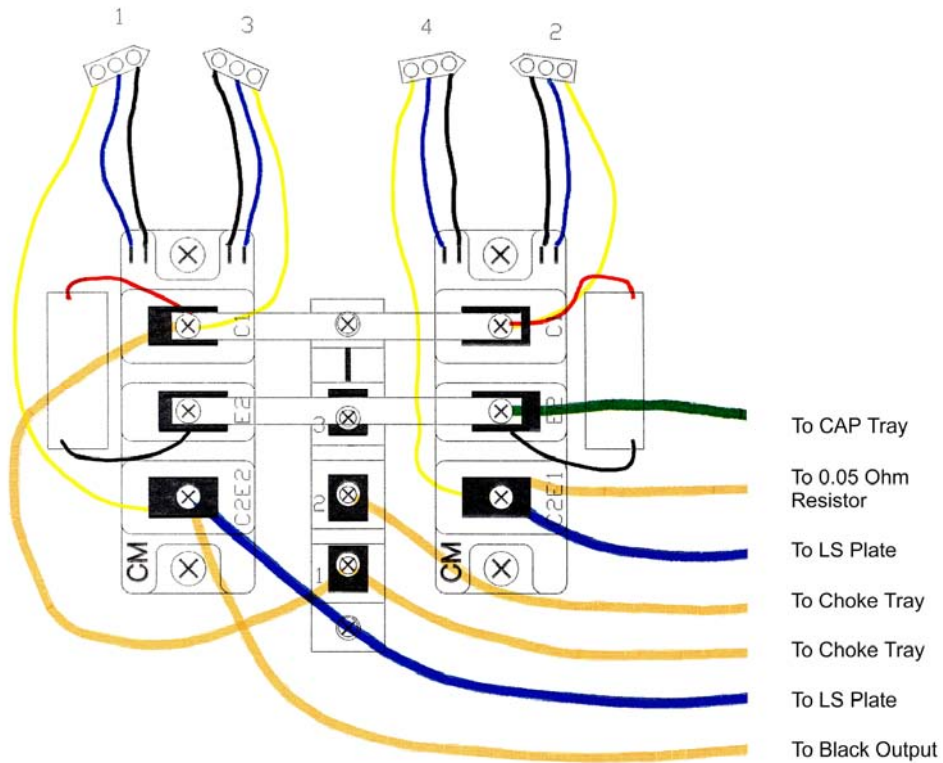 1
3
4
2
C1
C1
E2
3
E2
To CAP Tray
C2E2
2
C2E1
To 0.05 Ohm
Resistor
CM
1
CM
To LS Plate
To Choke Tray
To Choke Tray
To LS Plate
To Black Output